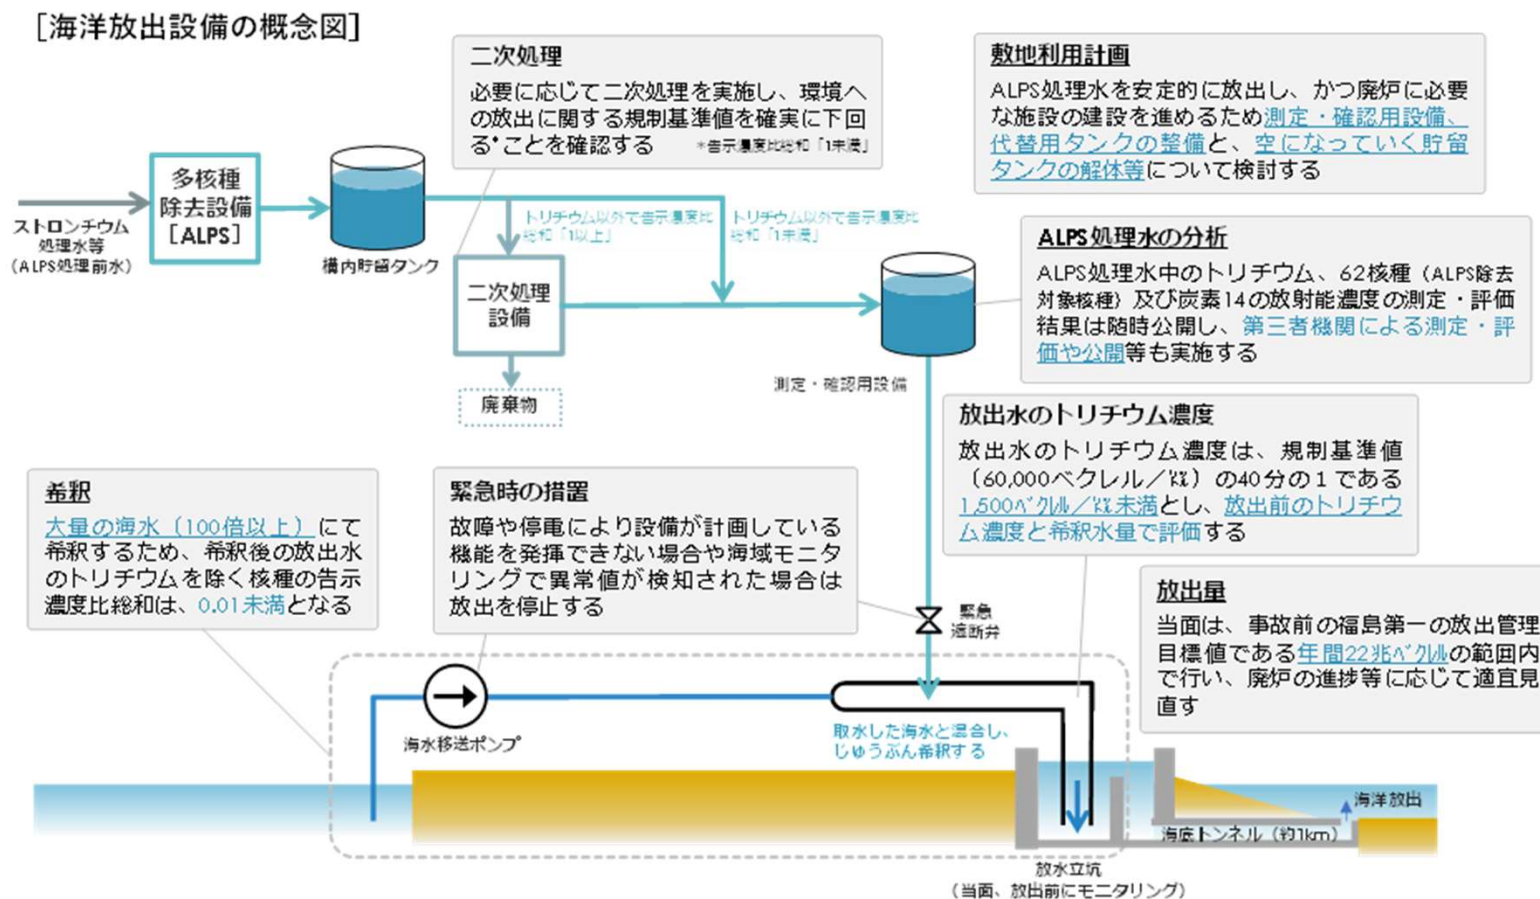 [海洋放出設備の概念図]
二次処理
必要に応じて二次処理を実施し、環境へ
の放出に関する規制基準値を確実に下回
る*ことを確認する
*告示濃度比総和「1未満」
敷地利用計画
ALPS処理水を安定的に放出し、かつ廃炉に必要
な施設の建設を進めるため測定・確認用設備、
代替用タンクの整備と、空になっていく貯留
タンクの解体等について検討する
多核種
除去設備
[ALPS]
ストロンチウム
処理水等
(ALPS処理前水)
構内貯留タンク
トリチウム以外で告示濃度比
総和「1以上」
トリチウム以外で告示濃度比
総和「1未満」
二次処理
設備
廃棄物
測定・確認用設備
ALPS処理水の分析
ALPS処理水中のトリチウム、62核種(ALPS除去
対象核種)及び炭素14の放射能濃度の測定・評価
結果は随時公開し、第三者機関による測定・評
価や公開等も実施する
放出水のトリチウム濃度
放出水のトリチウム濃度は、規制基準値
(60,000ベクレル/㍑)の40分の1である
1,500ベクレル/㍑未満とし、放出前のトリチウ
ム濃度と希釈水量で評価する
希釈
大量の海水(100倍以上)にて
希釈するため、希釈後の放出水
のトリチウムを除く核種の告示
濃度比総和は、0.01未満となる
緊急時の措置
故障や停電により設備が計画している
機能を発揮できない場合や海域モニタ
リングで異常値が検知された場合は
放出を停止する
緊急
遮断弁
放出量
当面は、事故前の福島第一の放出管理
目標値である年間22兆ベクレルの範囲内
で行い、廃炉の進捗等に応じて適宜見
直す
海水移送ポンプ
取水した海水と混合し、
じゅうぶん希釈する
海洋放出
海底トンネル(約1km)
放水立坑
(当面、放出前にモニタリング)